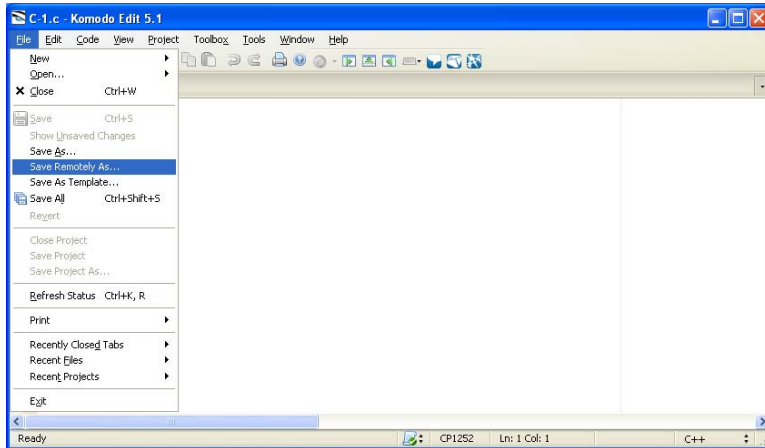 C-1.c - Komodo Edit 5.1
File Edit Code View Project Toolbox Tools Window Help
New
Open...
Close Ctrl+W
Save Ctrl+S
Show Unsaved Changes
Save As...
Save Remotely As...
Save As Template...
Save All Ctrl+Shift+S
Revert
Close Project
Save Project
Save Project As...
Refresh Status Ctrl+K, R
Print
Recently Closed Tabs
Recent Files
Recent Projects
Exit
Ready CP1252 Ln: 1 Col: 1 C++